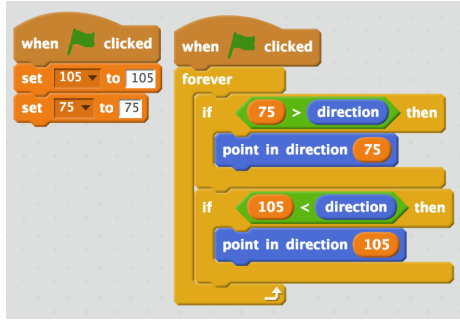 when clicked
set 105 to 105
set 75 to 75
when clicked
forever
if 75 > direction then
point in direction 75
if 105 < direction then
point in direction 105